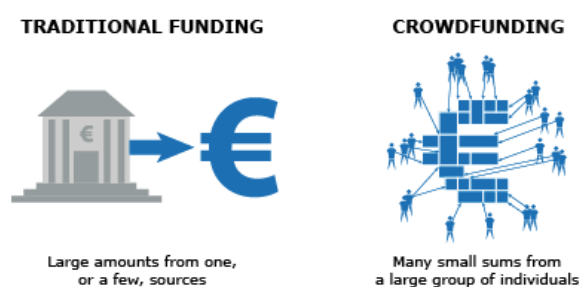 TRADITIONAL FUNDING
€
€
Large amounts from one,
or a few, sources
CROWDFUNDING
Many small sums from
a large group of individuals